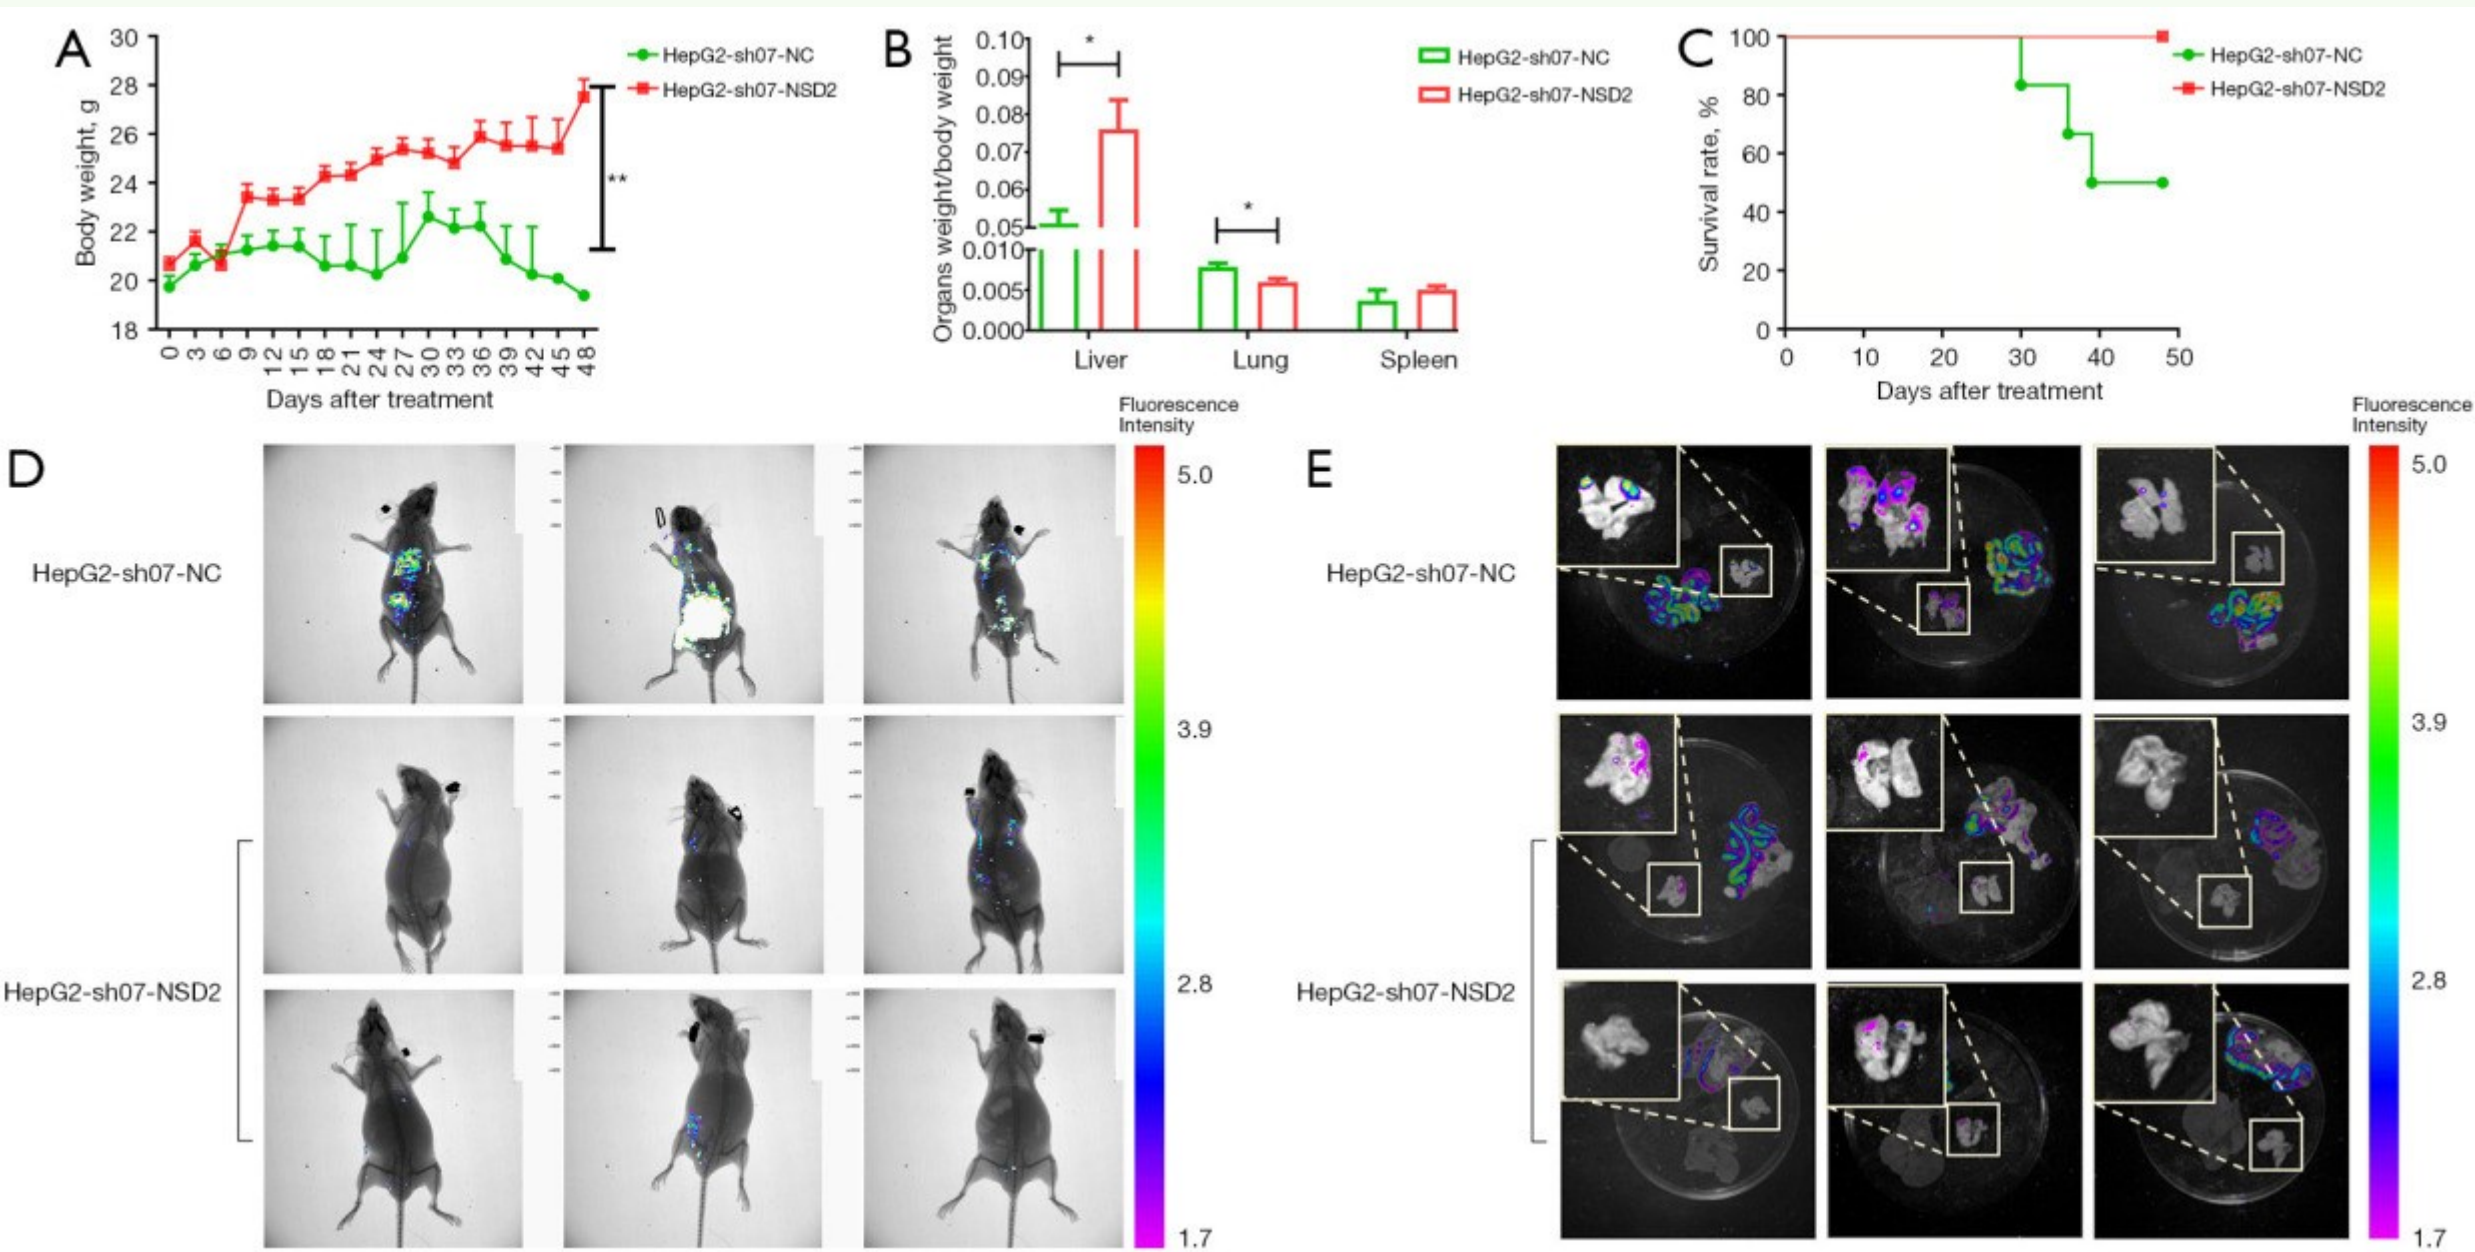 A
30
28
26
24
22
20
18
Body weight, g
0 3 6 9 12 15 18 21 24 27 30 33 36 39 42 45 48
Days after treatment
HepG2-sh07-NC
HepG2-sh07-NSD2
**
B
0.10
0.09
0.08
0.07
0.06
0.05
0.010
0.005
0.000
Organs weight/body weight
*
*
Liver Lung Spleen
HepG2-sh07-NC
HepG2-sh07-NSD2
C
100
80
60
40
20
0
Survival rate, %
0 10 20 30 40 50
Days after treatment
HepG2-sh07-NC
HepG2-sh07-NSD2
D
HepG2-sh07-NC
HepG2-sh07-NSD2
Fluorescence
Intensity
5.0
3.9
2.8
1.7
E
HepG2-sh07-NC
HepG2-sh07-NSD2
Fluorescence
Intensity
5.0
3.9
2.8
1.7